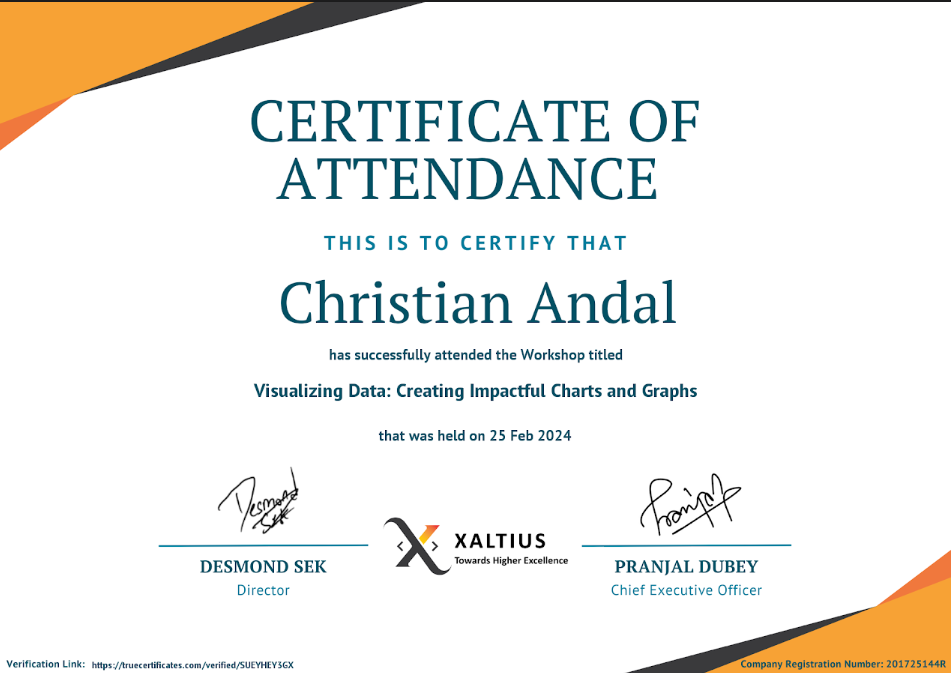 CERTIFICATE OF
ATTENDANCE
THIS IS TO CERTIFY THAT
Christian Andal
has successfully attended the Workshop titled
Visualizing Data: Creating Impactful Charts and Graphs
that was held on 25 Feb 2024
Desmond
Sek
Pranjal
XALTIUS
Towards Higher Excellence
DESMOND SEK
Director
PRANJAL DUBEY
Chief Executive Officer
Verification Link: https://truecertificates.com/verified/SUEYHEY3GX
Company Registration Number: 201725144R